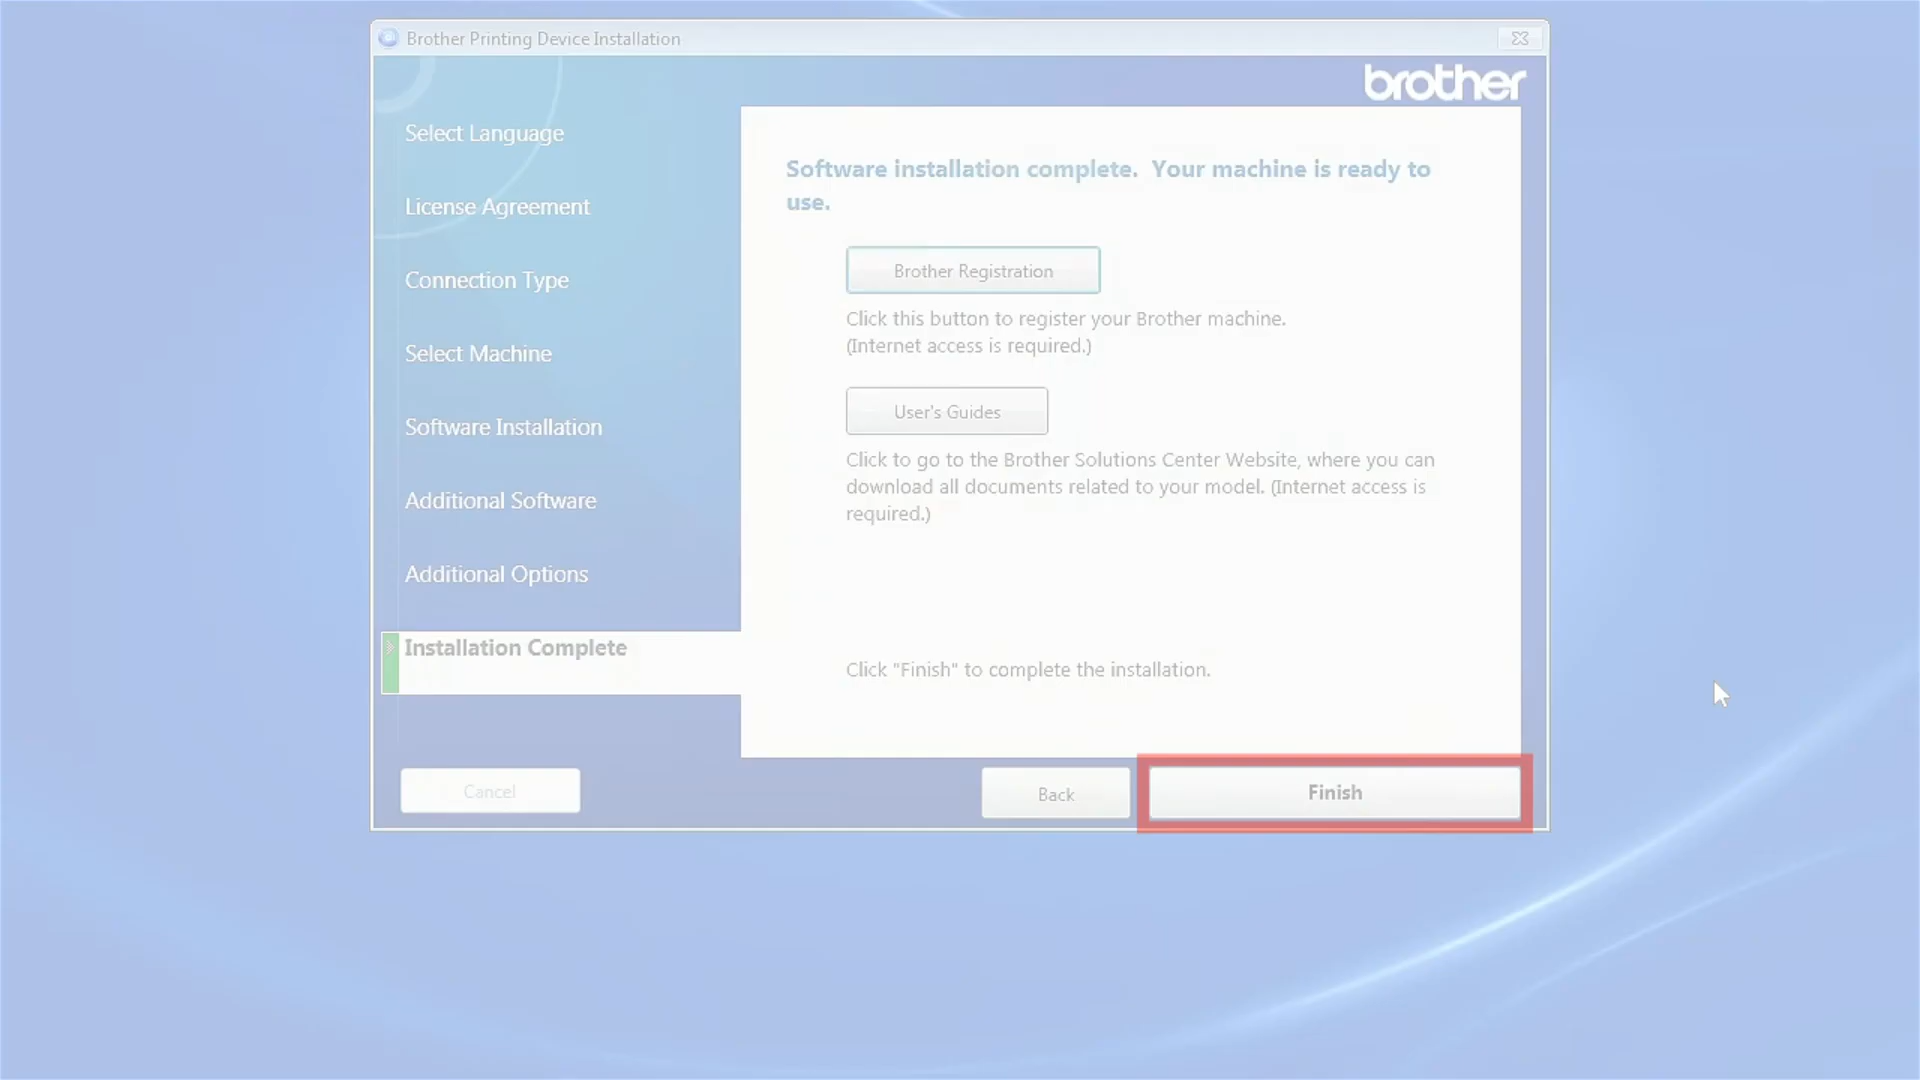 Brother Printing Device Installation
brother
Select Language
License Agreement
Connection Type
Select Machine
Software Installation
Additional Software
Additional Options
Installation Complete
Software installation complete.  Your machine is ready to
use.
Brother Registration
Click this button to register your Brother machine.
(Internet access is required.)
User's Guides
Click to go to the Brother Solutions Center Website, where you can
download all documents related to your model. (Internet access is
required.)
Click "Finish" to complete the installation.
Cancel
Back
Finish